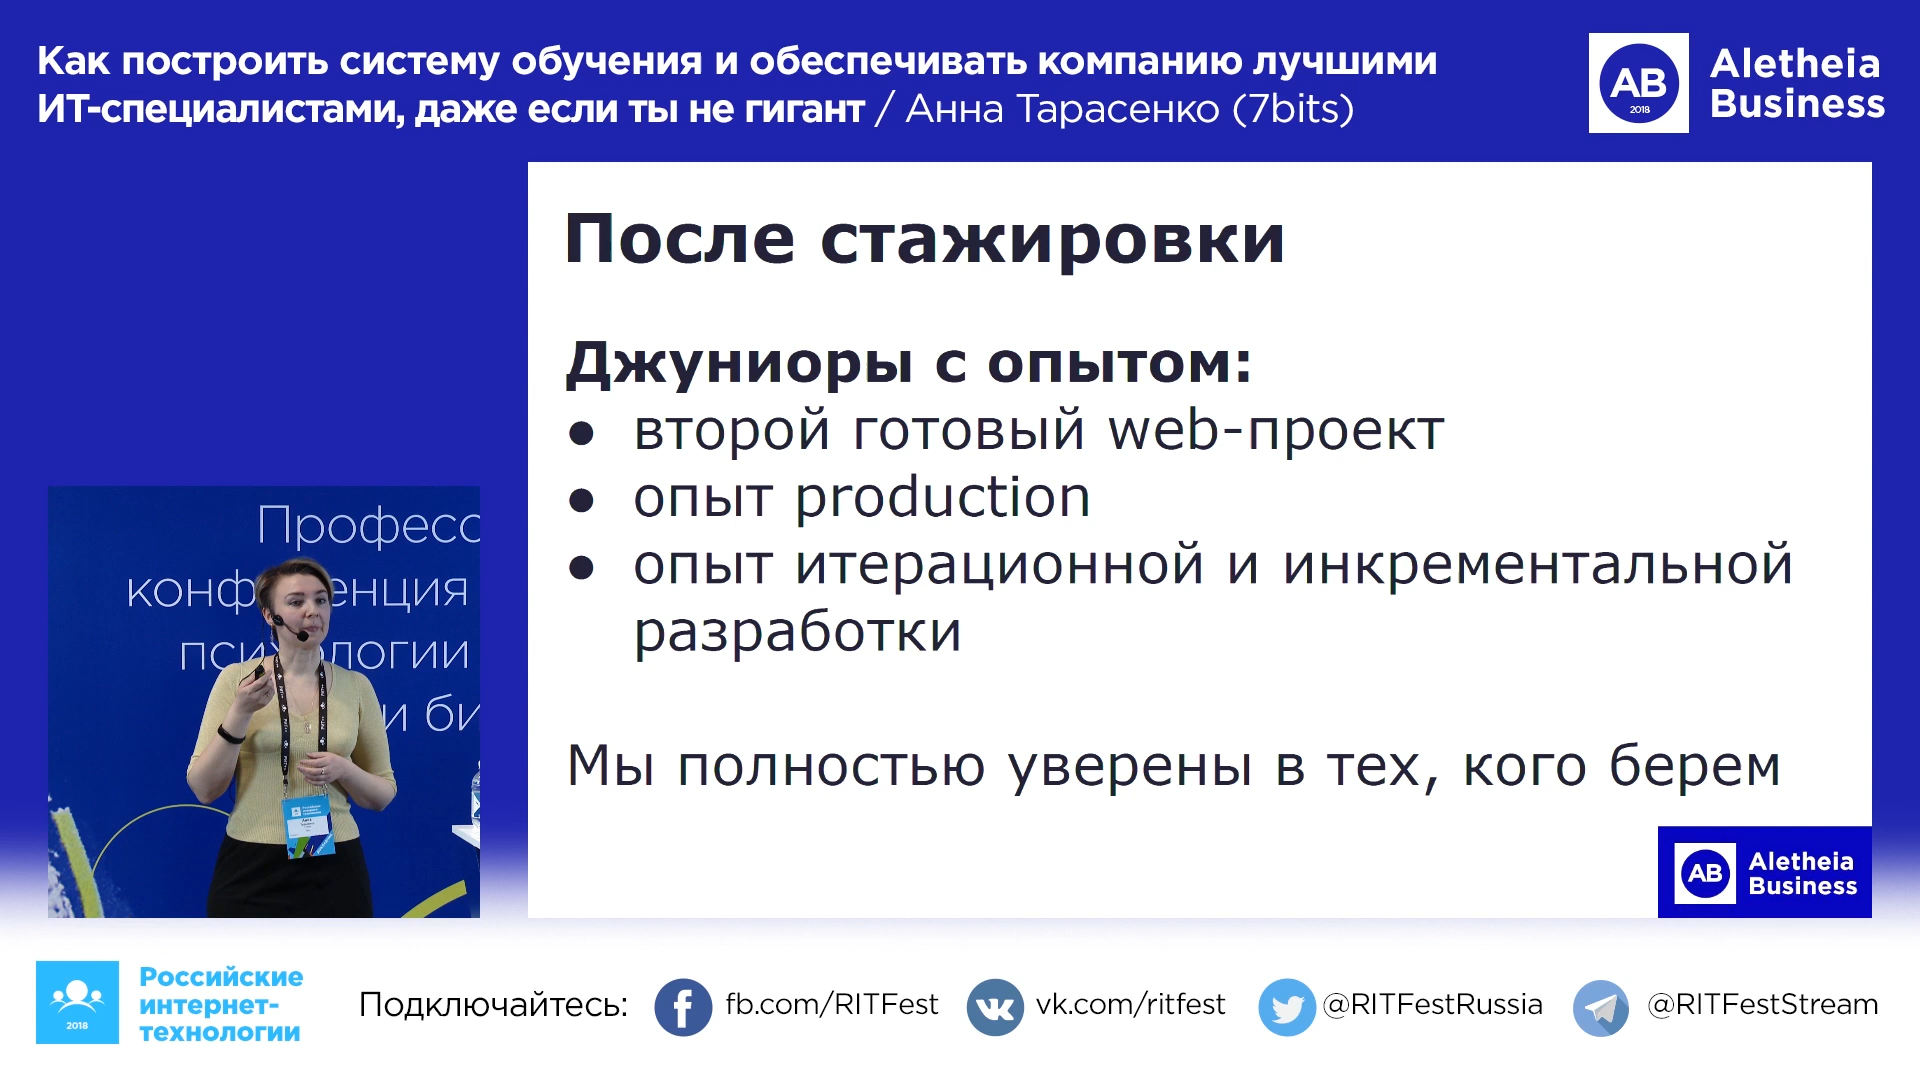 Как построить систему обучения и обеспечивать компанию лучшими
ИТ-специалистами, даже если ты не гигант / Анна Тарасенко (7bits)
AB
2018
Aletheia
Business
После стажировки
Джуниоры с опытом:
● второй готовый web-проект
● опыт production
● опыт итерационной и инкрементальной
разработки
Мы полностью уверены в тех, кого берем
AB
Aletheia
Business
Професс
конф енция
псих логии
и би
2018
Российские
интернет-
технологии
Подключайтесь:
fb.com/RITFest
vk.com/ritfest
@RITFestRussia
@RITFestStream